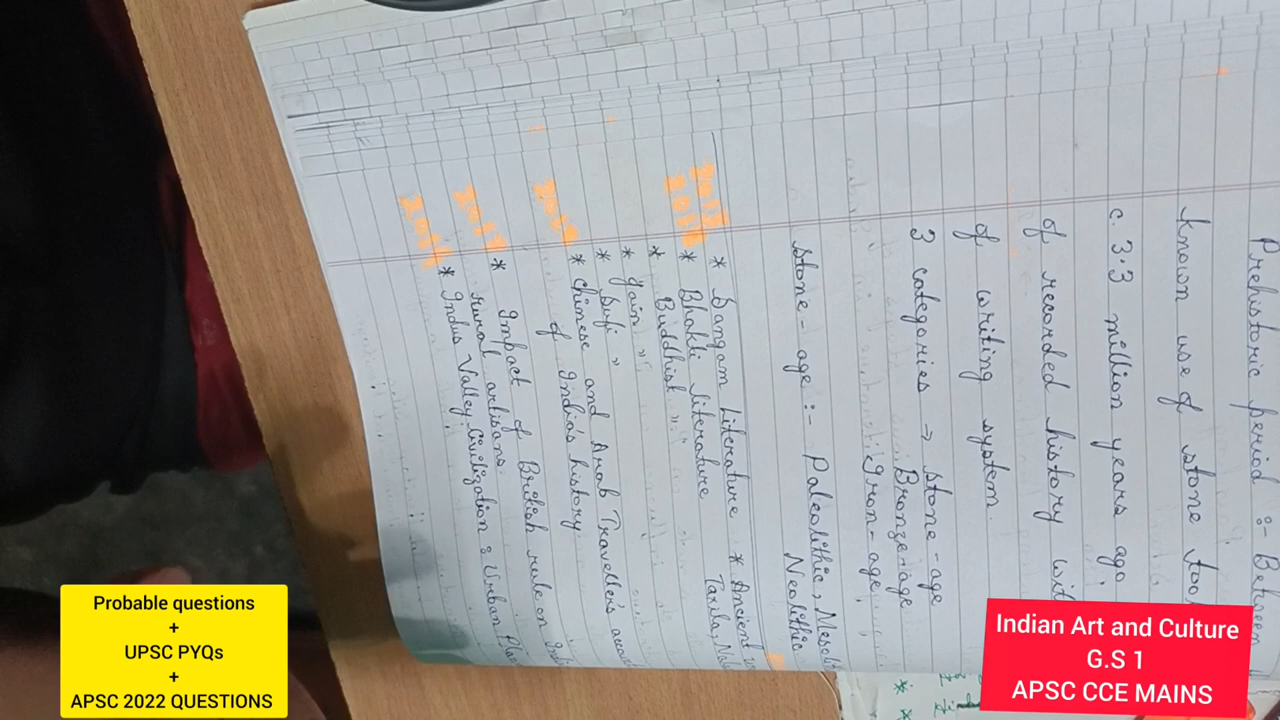 Prehistoric period :- Between
known use of stone too
c. 3.3 million years ago
of recorded history wit
of writing system.
3 categories → stone-age
Bronze age
Iron-age
stone-age :- Paleolithic, Mesoli
Neolithic
* Sangam literature * Ancient
2018 * Bhakti literature Taxila, Nal
* Buddhist "
* Jain "
* Sufi "
* Chinese and Arab Traveller's accou
of India's history
* Impact of British rule on Indi
rural artisans.
* Indus Valley Civilization : Urban Pla
Probable questions
+
UPSC PYQs
+
APSC 2022 QUESTIONS
Indian Art and Culture
G.S 1
APSC CCE MAINS